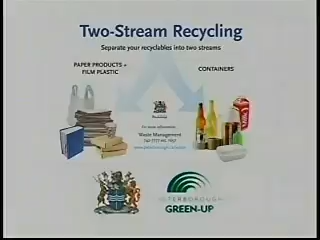 Two-Stream Recycling
Separate your recyclables into two streams
PAPER PRODUCTS +
FILM PLASTIC
CONTAINERS
For more information:
Waste Management
GREEN-UP